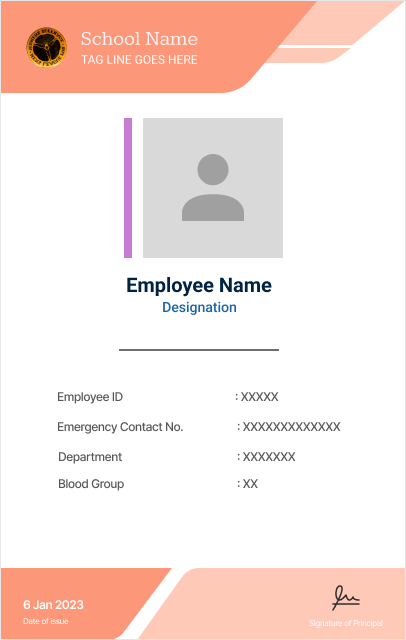 School Name
TAG LINE GOES HERE
Employee Name
Designation
Employee ID : XXXXX
Emergency Contact No. : XXXXXXXXXXXXX
Department : XXXXXXX
Blood Group : XX
6 Jan 2023
Date of issue
Signature of Principal